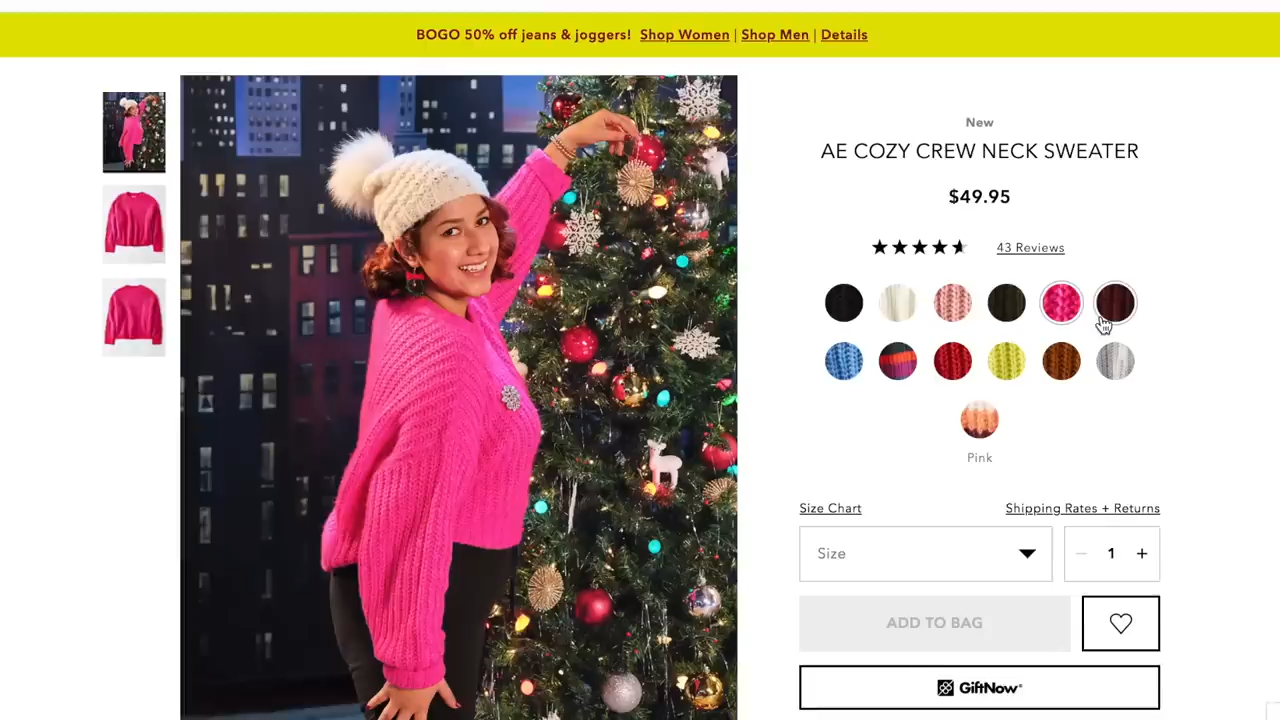 BOGO 50% off jeans & joggers! Shop Women | Shop Men | Details
New
AE COZY CREW NECK SWEATER
$49.95
43 Reviews
Pink
Size Chart
Shipping Rates + Returns
Size
1
ADD TO BAG
GiftNow